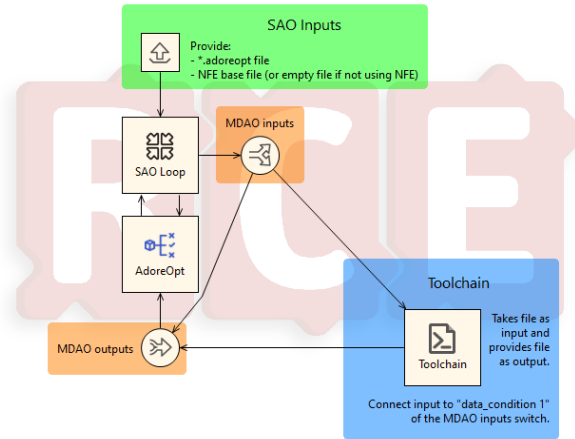 SAO Inputs
Provide:
- *.adoreopt file
- NFE base file (or empty file if not using NFE)
MDAO inputs
SAO Loop
AdoreOpt
MDAO outputs
Toolchain
Takes file as
input and
provides file
as output.
Toolchain
Connect input to "data_condition 1"
of the MDAO inputs switch.
RCE